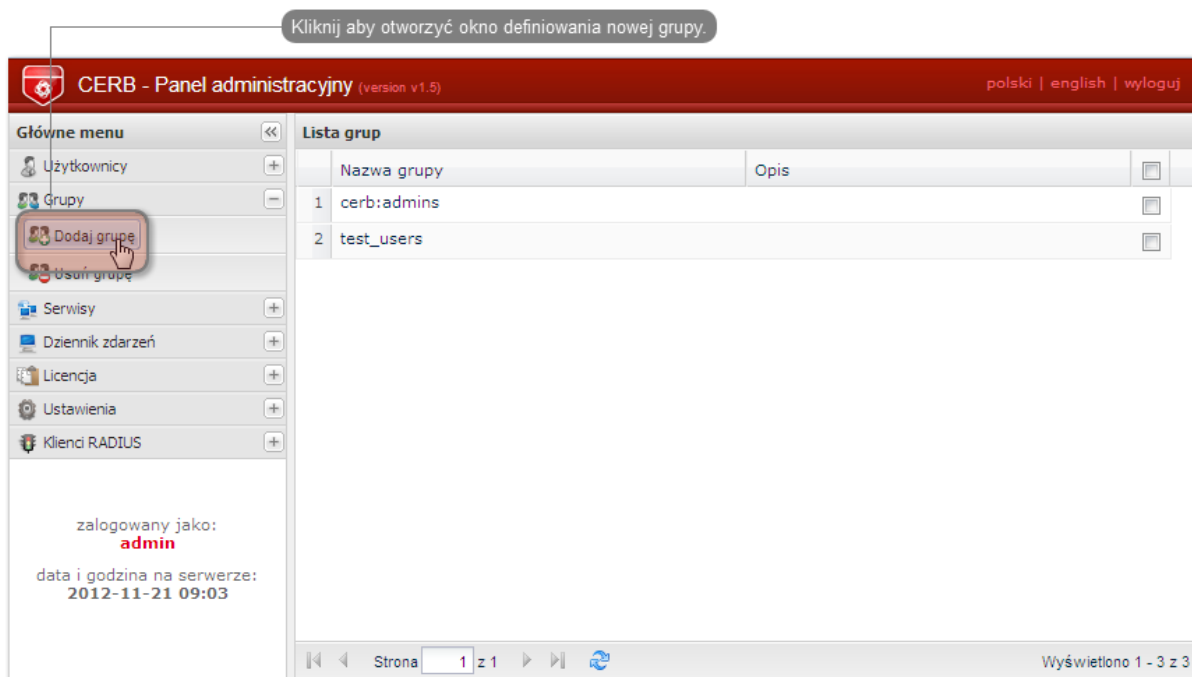 Kliknij aby otworzyć okno definiowania nowej grupy.
CERB - Panel administracyjny (version v1.5)
polski | english | wyloguj
Główne menu
Użytkownicy
Grupy
Dodaj grupę
Usuń grupę
Serwisy
Dziennik zdarzeń
Licencja
Ustawienia
Klienci RADIUS
zalogowany jako:
admin
data i godzina na serwerze:
2012-11-21 09:03
Lista grup
Nazwa grupy Opis
1 cerb:admins
2 test_users
Strona 1 z 1
Wyświetlono 1 - 3 z 3